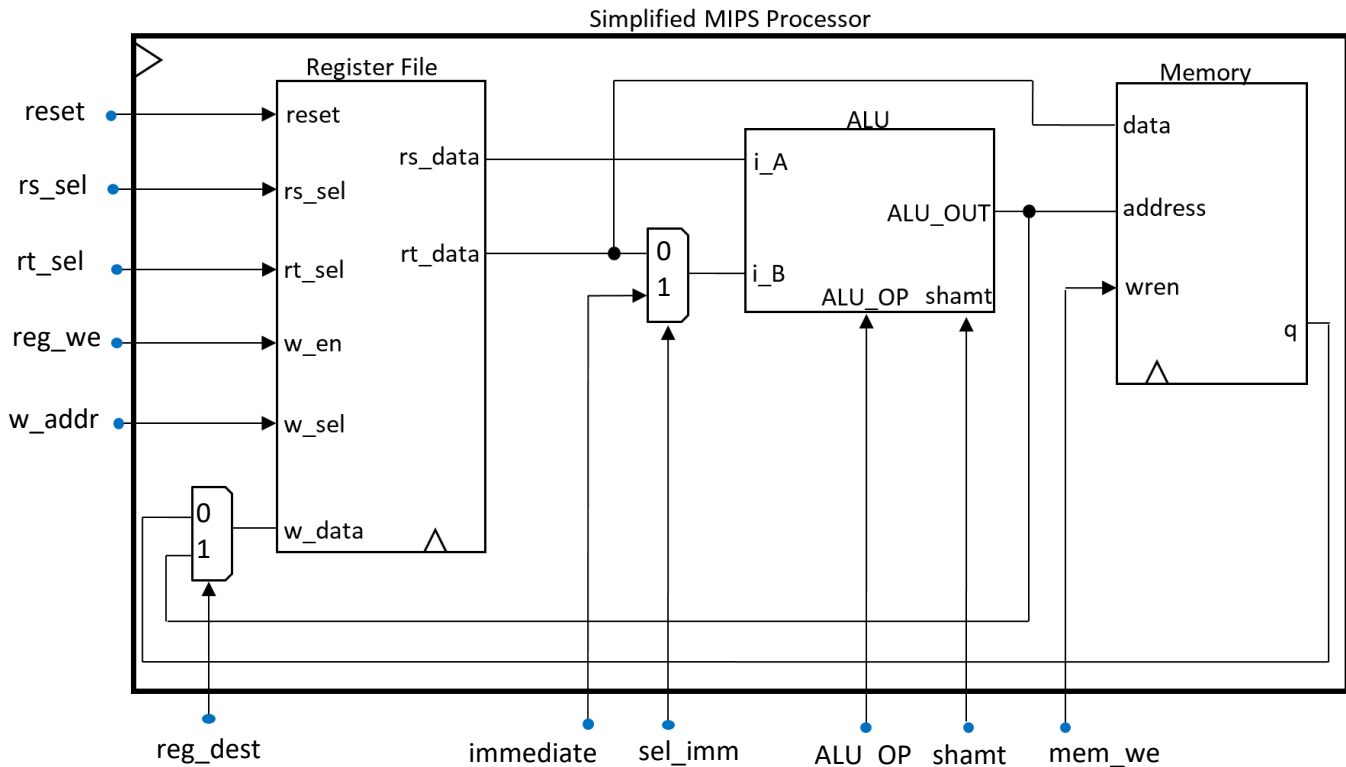 Simplified MIPS Processor
Register File
Memory
reset
reset
ALU
data
rs_data
i_A
rs_sel
rs_sel
ALU_OUT
address
rt_sel
rt_sel
rt_data
0
1
i_B
ALU_OP
shamt
wren
reg_we
w_en
q
w_addr
w_sel
0
1
w_data
reg_dest
immediate
sel_imm
ALU_OP
shamt
mem_we